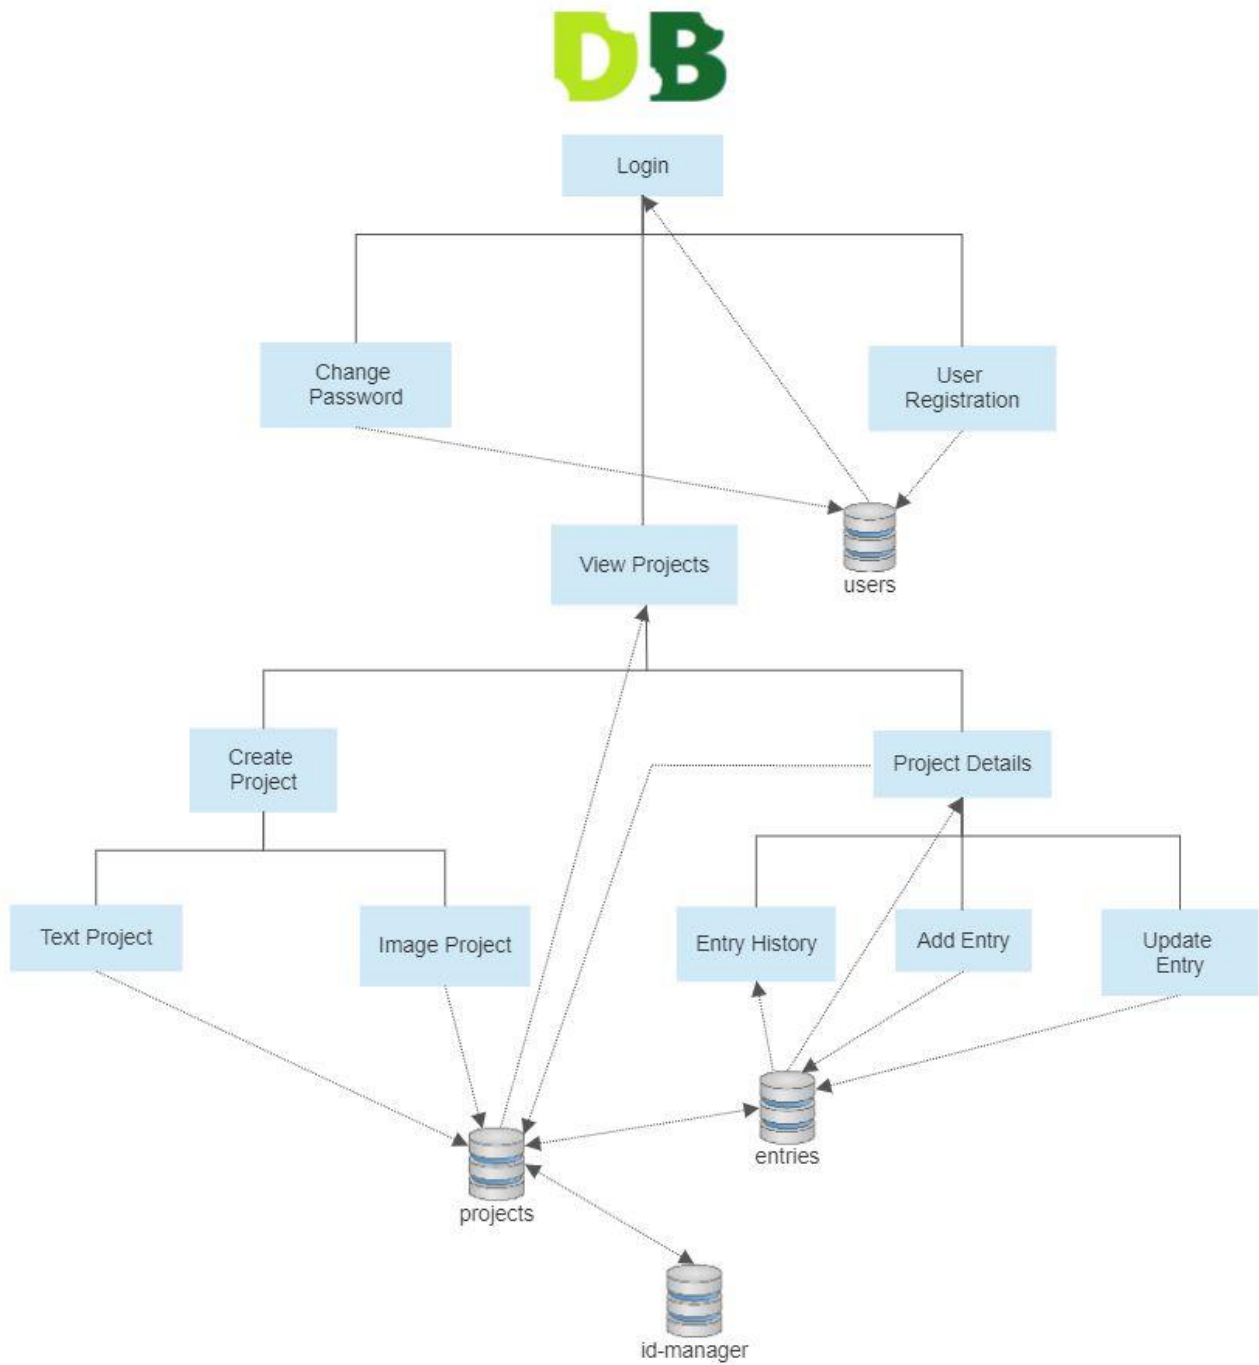 DB
Login
Change
Password
User
Registration
View Projects
users
Create
Project
Project Details
Text Project
Image Project
Entry History
Add Entry
Update
Entry
entries
projects
id-manager